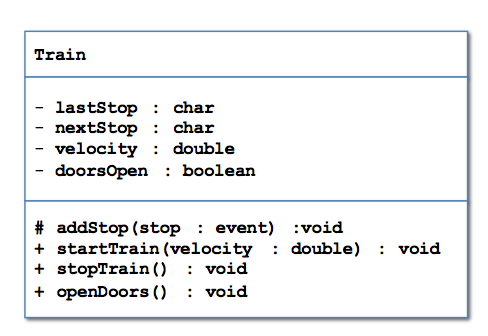 Train
- lastStop : char
- nextStop : char
- velocity : double
- doorsOpen : boolean
# addStop(stop : event) :void
+ startTrain(velocity : double) : void
+ stopTrain() : void
+ openDoors() : void